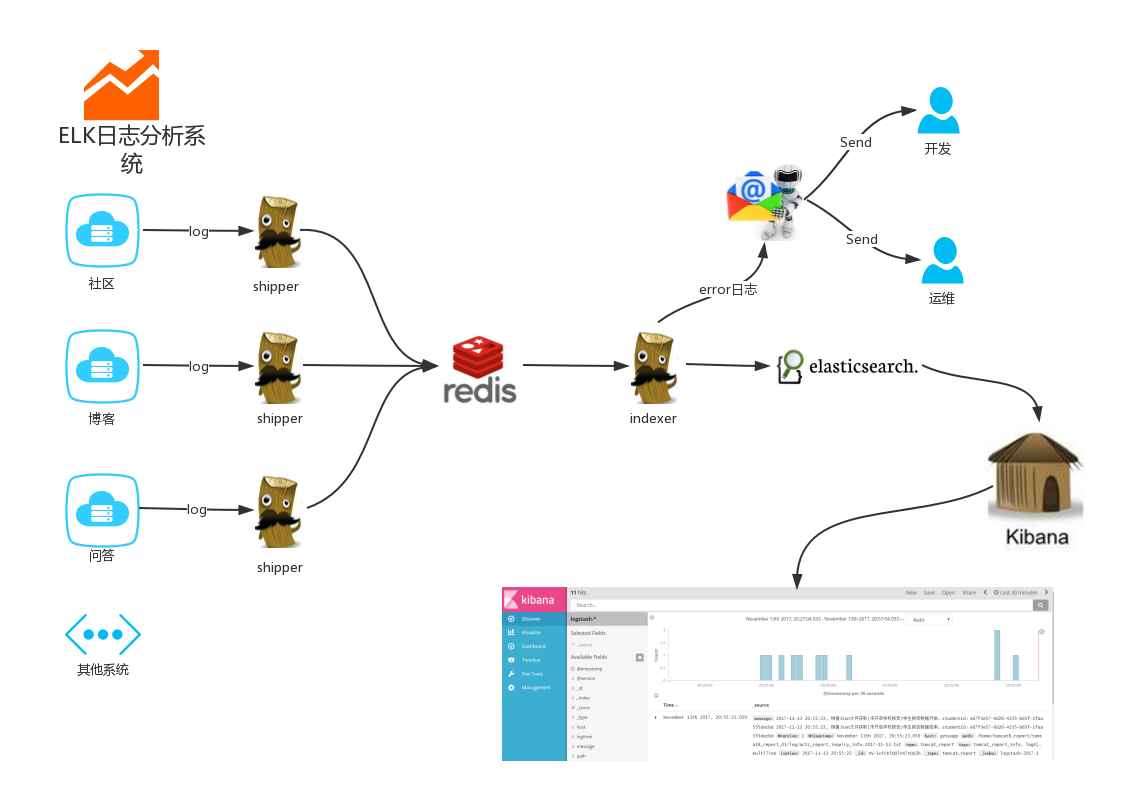 ELK日志分析系
统
社区
log
shipper
博客
log
shipper
问答
log
shipper
其他系统
redis
indexer
error日志
@
Send
开发
Send
运维
elasticsearch.
Kibana
kibana
Discover
Visualize
Dashboard
Timelion
Dev Tools
Management
11 hits
New Save Open Share Last 30 minutes
Search...
logstash-*
Selected Fields
? _source
Available Fields
@timestamp
@version
_id
_index
_score
_type
host
logtime
message
path
November 13th 2017, 20:27:04.033 - November 13th 2017, 20:57:04.033 — Auto
Count
@timestamp per 30 seconds
Time
_source
November 13th 2017, 20:55:23.059